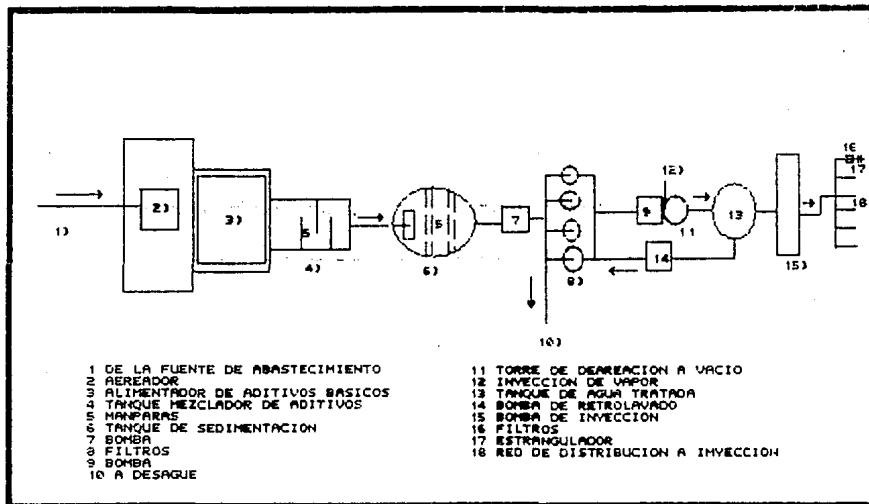 1)
2)
3)
5
4)
5
6)
7
8)
10)
9
12)
11
13
14
15)
16
17
18
1 DE LA FUENTE DE ABASTECIMIENTO
2 AEREADOR
3 ALIMENTADOR DE ADITIVOS BASICOS
4 TANQUE MEZCLADOR DE ADITIVOS
5 MANPARAS
6 TANQUE DE SEDIMENTACION
7 BOMBA
8 FILTROS
9 BOMBA
10 A DESAGUE
11 TORRE DE DEAREACION A VACIO
12 INYECCION DE VAPOR
13 TANQUE DE AGUA TRATADA
14 BOMBA DE RETROLAVADO
15 BOMBA DE INYECCION
16 FILTROS
17 ESTRANGULADOR
18 RED DE DISTRIBUCION A IMYECCION